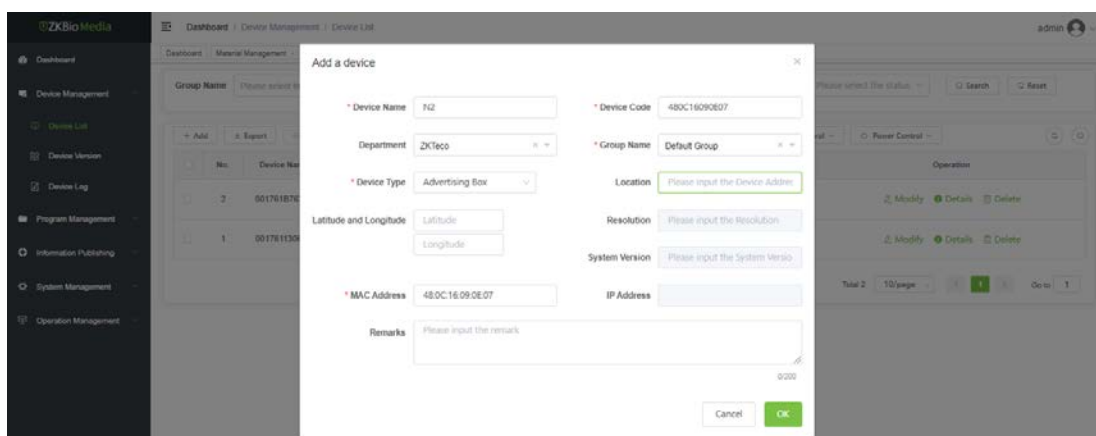 ZKBio Media
Dashboard / Device Management / Device List
admin
Dashboard
Material Management
Dashboard
Device Management
Device List
Device Version
Device Log
Program Management
Information Publishing
System Management
Operation Management
Group Name
Please select the status
Search
Reset
+ Add
Export
Power Control
No.
Operation
2
Modify Details Delete
1
Modify Details Delete
Total 2 10/page 1 Go to 1
Add a device
* Device Name N2
* Device Code 480C16090E07
Department ZKTeco
* Group Name Default Group
* Device Type Advertising Box
Location Please input the Device Addre
Latitude and Longitude Latitude
Longitude
Resolution Please input the Resolution
System Version Please input the System Versio
* MAC Address 48:0C:16:09:0E:07
IP Address
Remarks Please input the remark
0/200
Cancel
OK